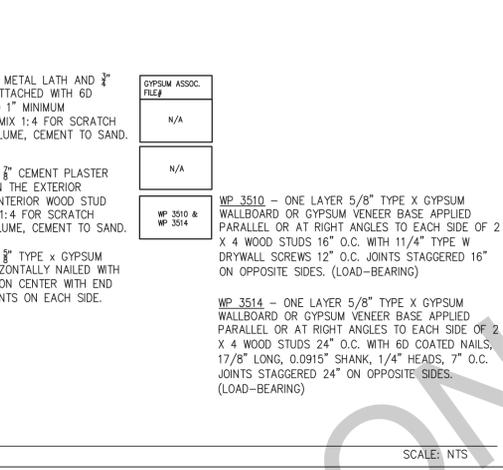 METAL LATH AND ¾"
TTACHED WITH 6D
1" MINIMUM
MIX 1:4 FOR SCRATCH
LUME, CEMENT TO SAND.
⅞" CEMENT PLASTER
N THE EXTERIOR
NTERIOR WOOD STUD
1:4 FOR SCRATCH
LUME, CEMENT TO SAND.
⅝" TYPE x GYPSUM
ZONTALLY NAILED WITH
ON CENTER WITH END
NTS ON EACH SIDE.
GYPSUM ASSOC.
FILE#
N/A
N/A
WP 3510 &
WP 3514
WP 3510 – ONE LAYER 5/8" TYPE X GYPSUM
WALLBOARD OR GYPSUM VENEER BASE APPLIED
PARALLEL OR AT RIGHT ANGLES TO EACH SIDE OF 2
X 4 WOOD STUDS 16" O.C. WITH 11/4" TYPE W
DRYWALL SCREWS 12" O.C. JOINTS STAGGERED 16"
ON OPPOSITE SIDES. (LOAD–BEARING)
WP 3514 – ONE LAYER 5/8" TYPE X GYPSUM
WALLBOARD OR GYPSUM VENEER BASE APPLIED
PARALLEL OR AT RIGHT ANGLES TO EACH SIDE OF 2
X 4 WOOD STUDS 24" O.C. WITH 6D COATED NAILS,
17/8" LONG, 0.0915" SHANK, 1/4" HEADS, 7" O.C.
JOINTS STAGGERED 24" ON OPPOSITE SIDES.
(LOAD–BEARING)
SCALE: NTS
ON